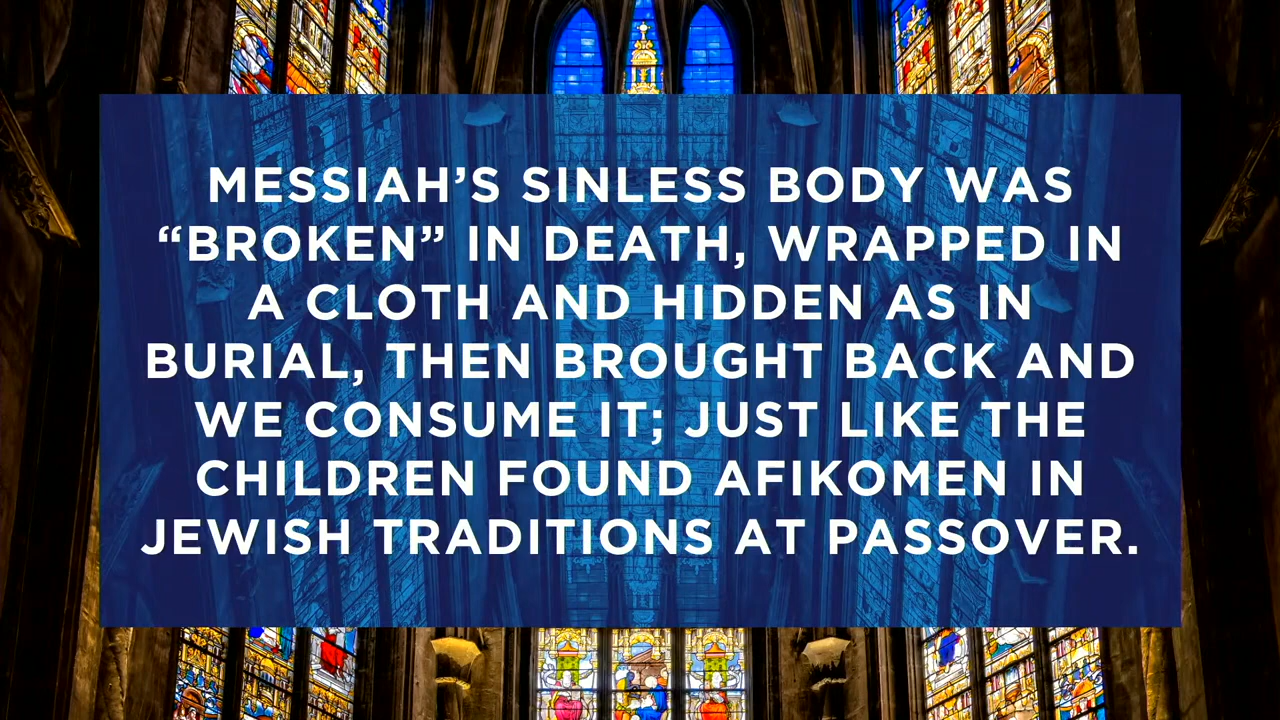 MESSIAH’S SINLESS BODY WAS
“BROKEN” IN DEATH, WRAPPED IN
A CLOTH AND HIDDEN AS IN
BURIAL, THEN BROUGHT BACK AND
WE CONSUME IT; JUST LIKE THE
CHILDREN FOUND AFIKOMEN IN
JEWISH TRADITIONS AT PASSOVER.